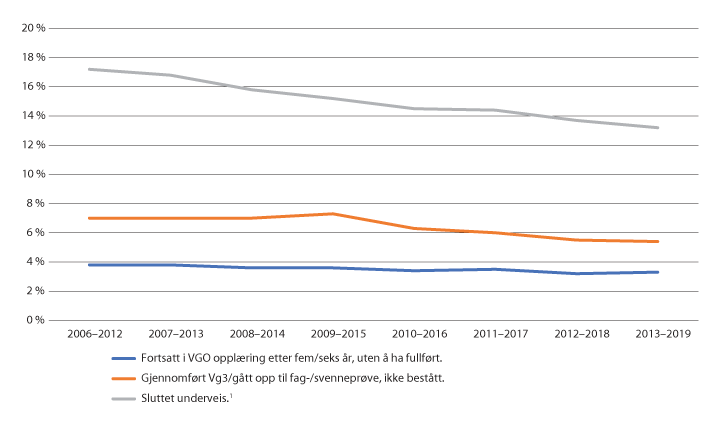 20 %
18 %
16 %
14 %
12 %
10 %
8 %
6 %
4 %
2 %
0 %
2006–2012 2007–2013 2008–2014 2009–2015 2010–2016 2011–2017 2012–2018 2013–2019
Fortsatt i VGO opplæring etter fem/seks år, uten å ha fullført.
Gjennomført Vg3/gått opp til fag-/svenneprøve, ikke bestått.
Sluttet underveis.¹